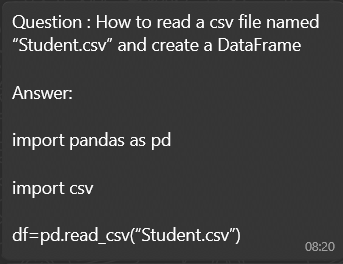 Question : How to read a csv file named
“Student.csv” and create a DataFrame
Answer:
import pandas as pd
import csv
df=pd.read_csv(“Student.csv”)
08:20